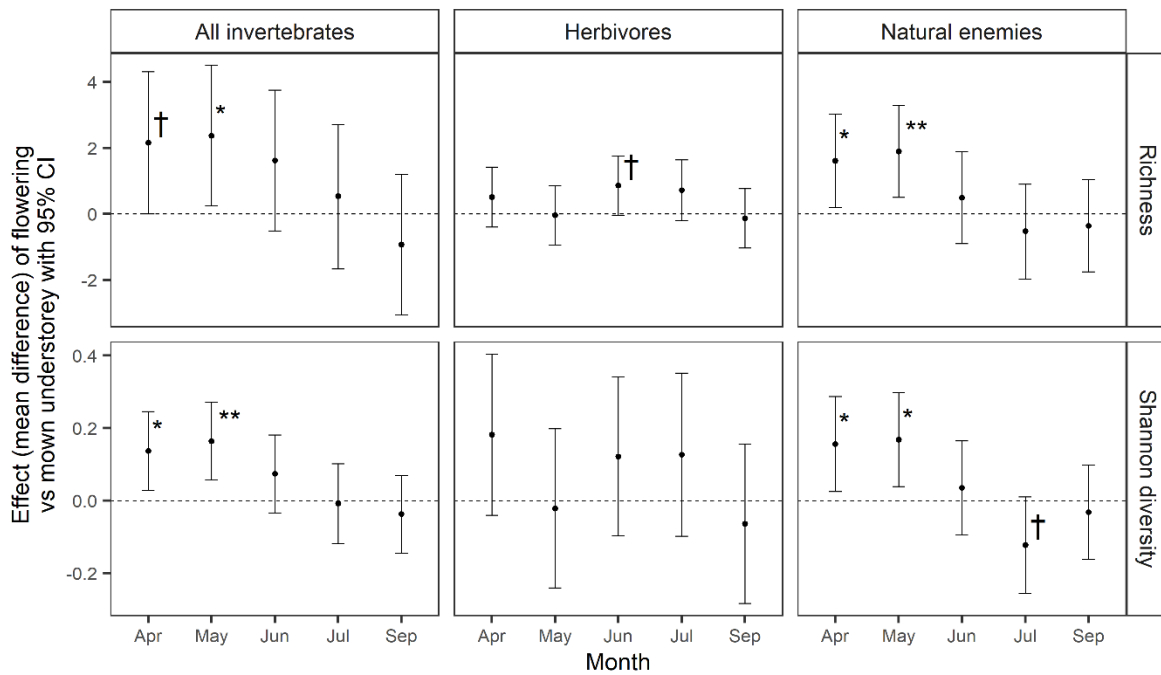 All invertebrates
Herbivores
Natural enemies
Effect (mean difference) of flowering
vs mown understorey with 95% CI
4
2
0
-2
†
*
†
*
**
Richness
0.4
0.2
0.0
-0.2
*
**
*
*
†
Shannon diversity
Apr May Jun Jul Sep
Apr May Jun Jul Sep
Apr May Jun Jul Sep
Month